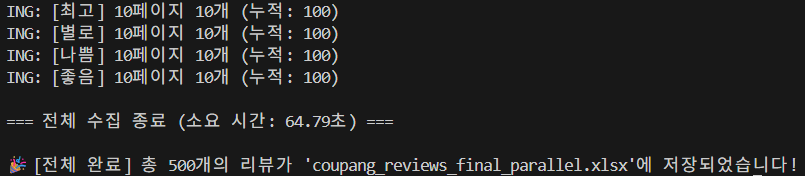 ING: [최고] 10페이지 10개 (누적: 100)
ING: [별로] 10페이지 10개 (누적: 100)
ING: [나쁨] 10페이지 10개 (누적: 100)
ING: [좋음] 10페이지 10개 (누적: 100)
=== 전체 수집 종료 (소요 시간: 64.79초) ===
🎉 [전체 완료] 총 500개의 리뷰가 'coupang_reviews_final_parallel.xlsx'에 저장되었습니다!